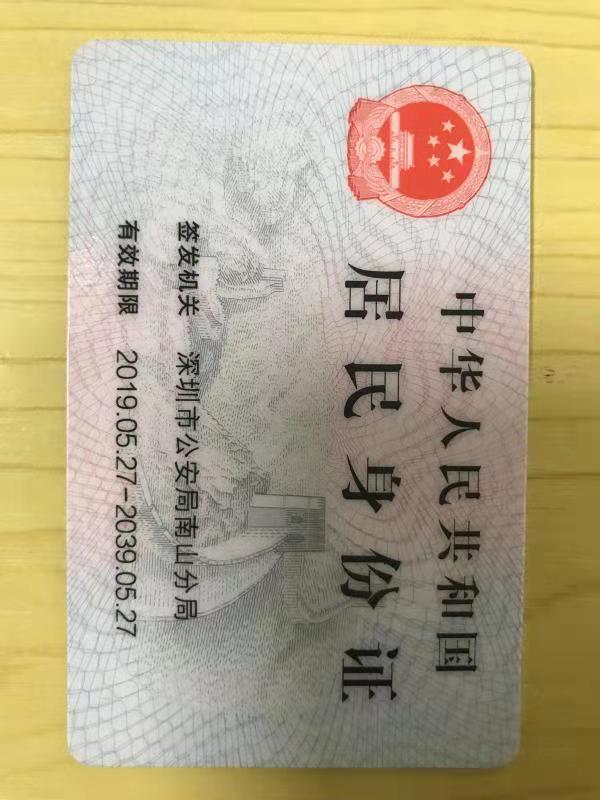 中华人民共和国
居民身份证
签发机关 深圳市公安局南山分局
有效期限 2019.05.27-2039.05.27